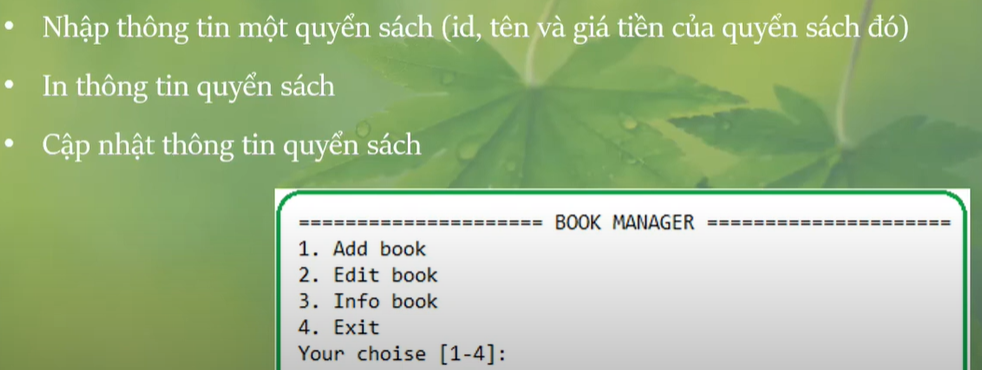 • Nhập thông tin một quyển sách (id, tên và giá tiền của quyển sách đó)
• In thông tin quyển sách
• Cập nhật thông tin quyển sách
===================== BOOK MANAGER =====================
1. Add book
2. Edit book
3. Info book
4. Exit
Your choise [1-4]: